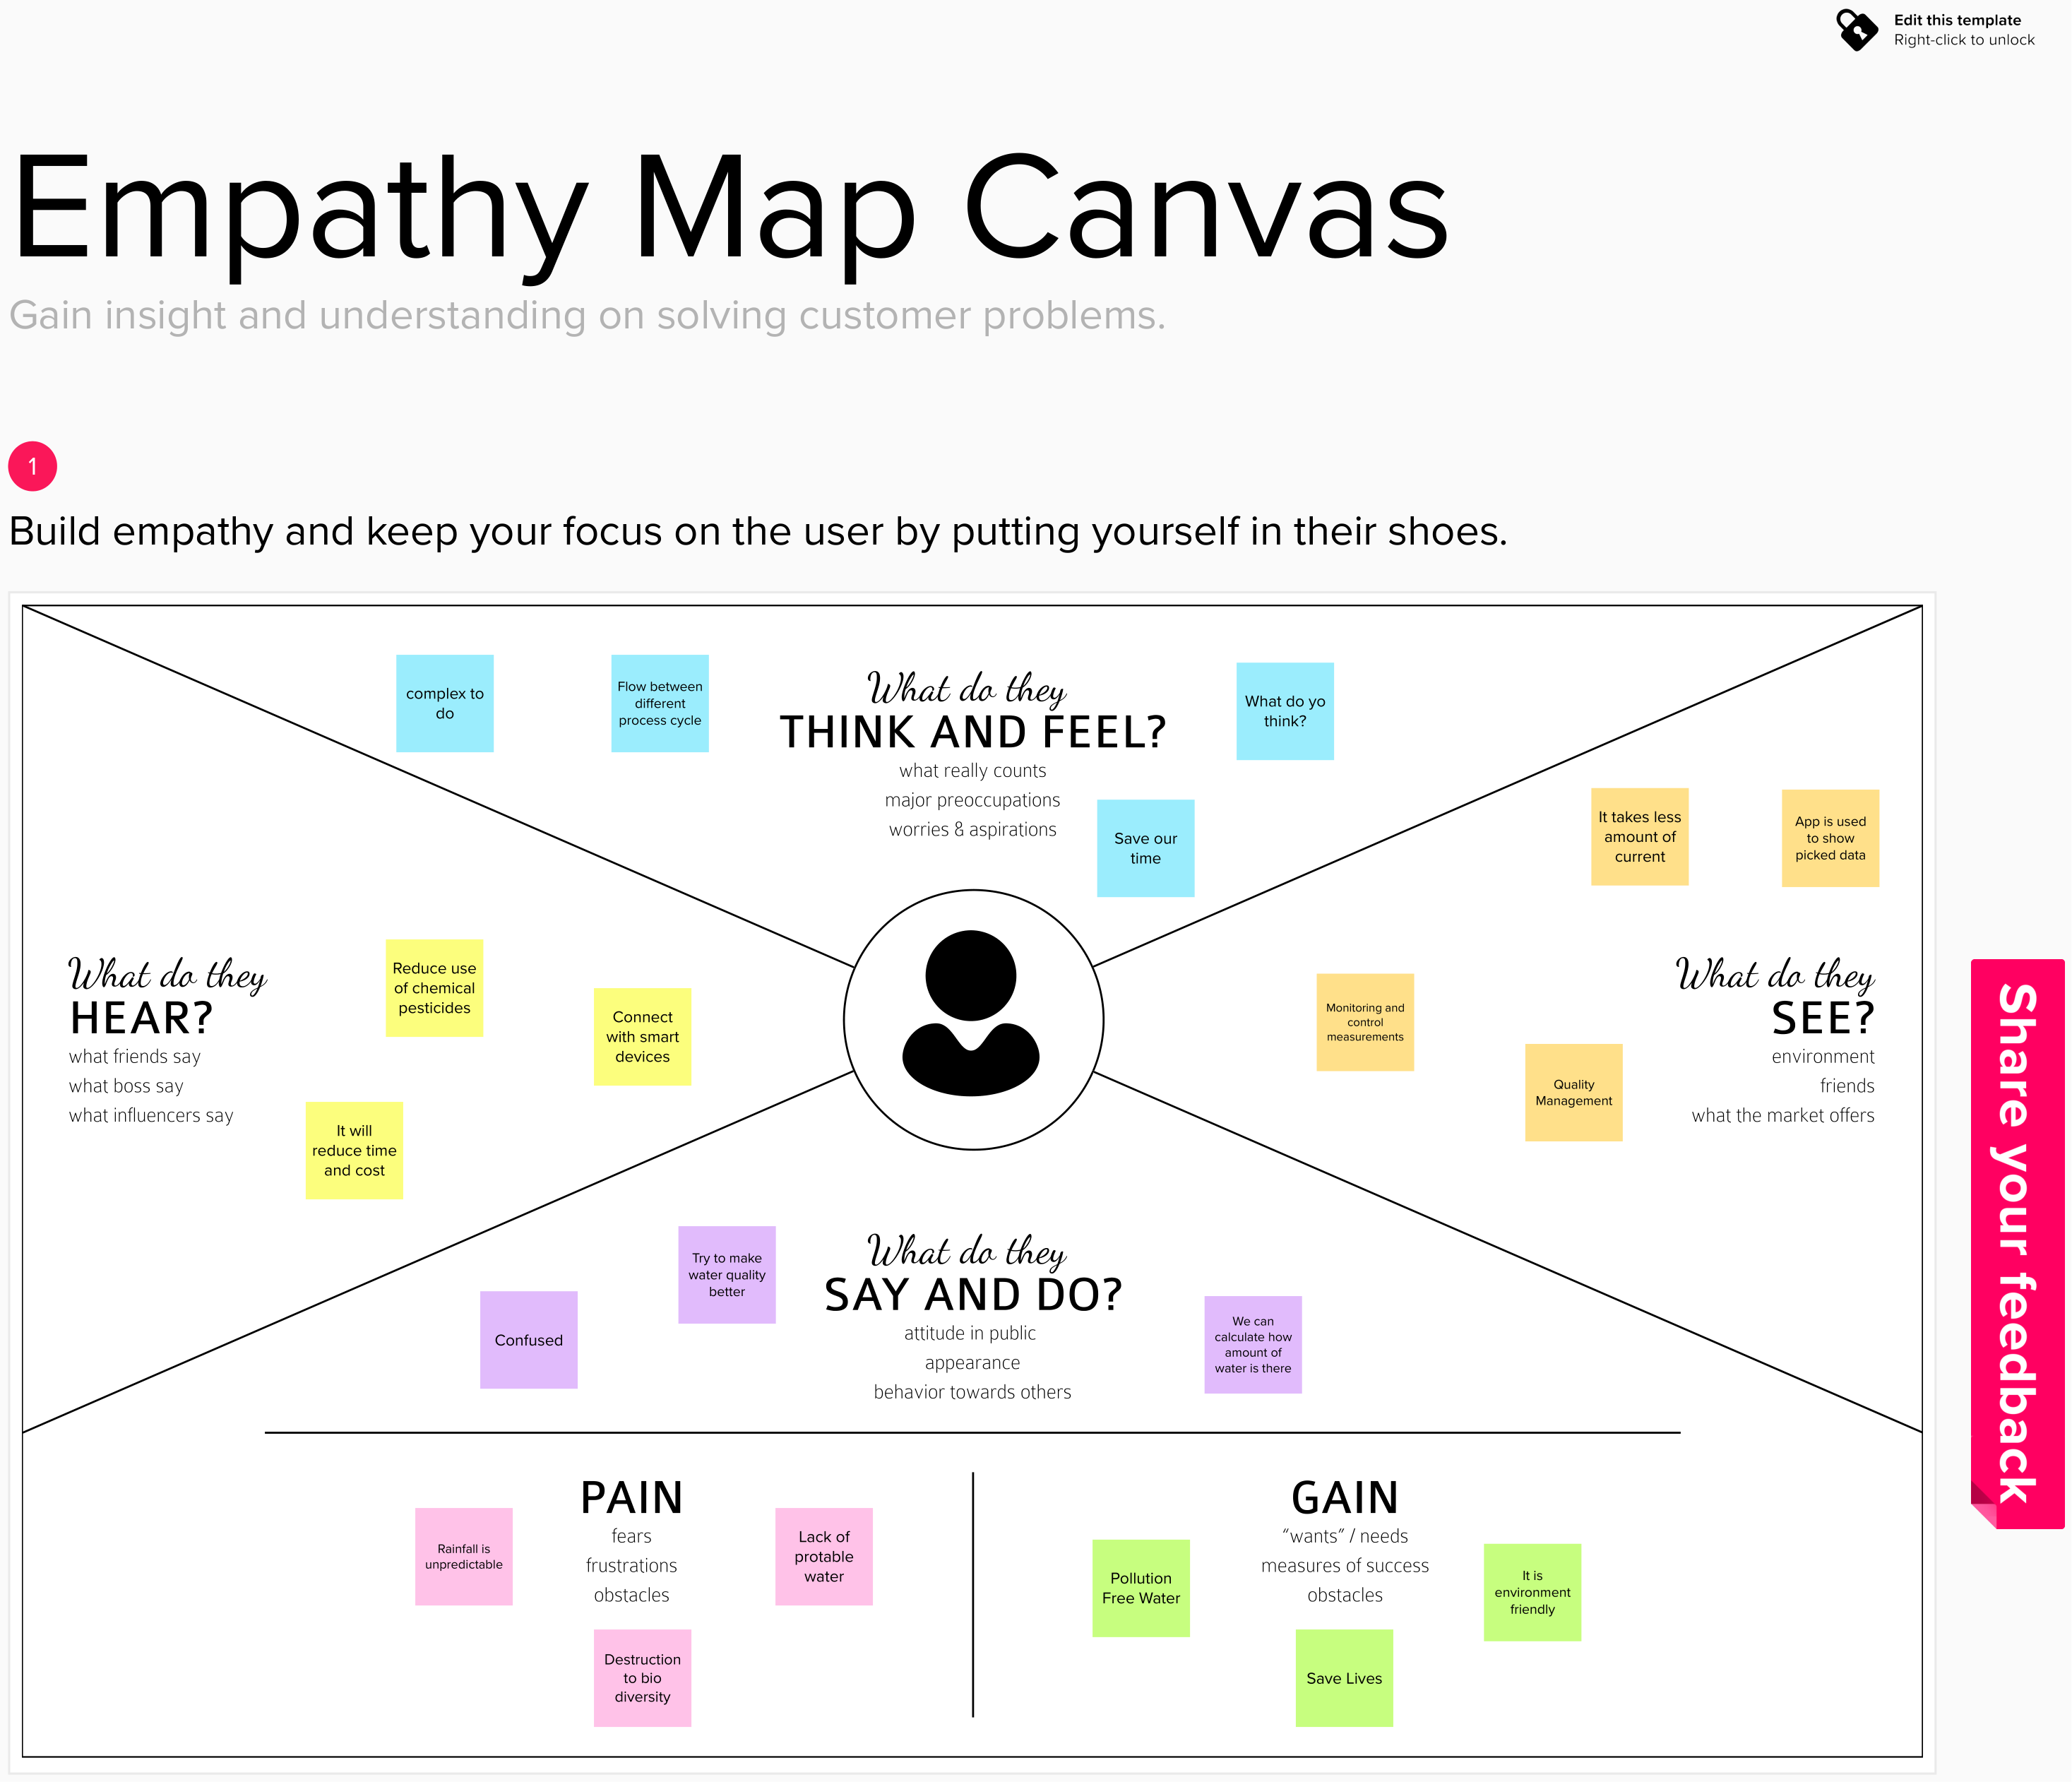 Edit this template
Right-click to unlock
Empathy Map Canvas
Gain insight and understanding on solving customer problems.
1
Build empathy and keep your focus on the user by putting yourself in their shoes.
complex to
do
Flow between
different
process cycle
What do they
THINK AND FEEL?
what really counts
major preoccupations
worries & aspirations
What do yo
think?
Save our
time
It takes less
amount of
current
App is used
to show
picked data
What do they
HEAR?
what friends say
what boss say
what influencers say
Reduce use
of chemical
pesticides
Connect
with smart
devices
It will
reduce time
and cost
Monitoring and
control
measurements
Quality
Management
What do they
SEE?
environment
friends
what the market offers
Share your feedback
Confused
Try to make
water quality
better
What do they
SAY AND DO?
attitude in public
appearance
behavior towards others
We can
calculate how
amount of
water is there
PAIN
fears
frustrations
obstacles
Rainfall is
unpredictable
Lack of
protable
water
Destruction
to bio
diversity
GAIN
“wants” / needs
measures of success
obstacles
Pollution
Free Water
It is
environment
friendly
Save Lives